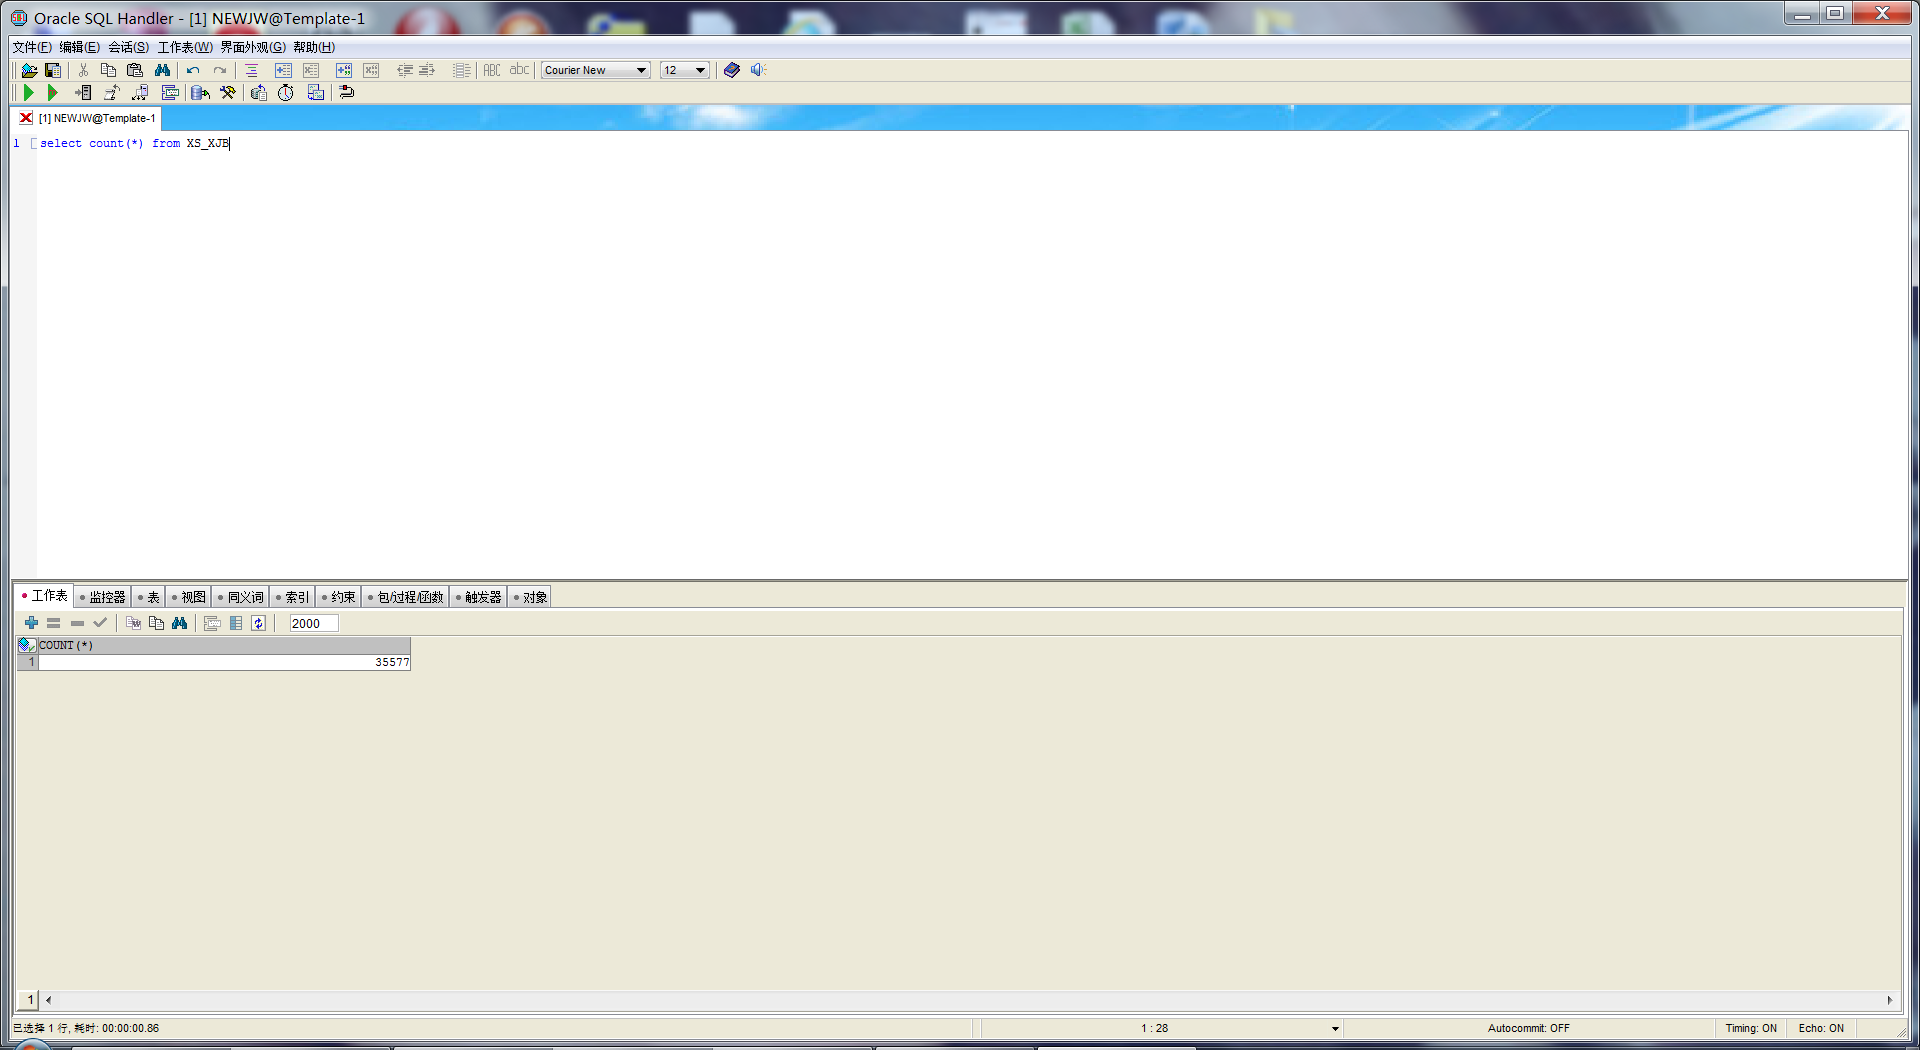 Oracle SQL Handler - [1] NEWJW@Template-1
文件(F) 编辑(E) 会话(S) 工作表(W) 界面外观(G) 帮助(H)
ABC abc Courier New 12
[1] NEWJW@Template-1
1 select count(*) from XS_XJB
工作表 监控器 表 视图 同义词 索引 约束 包/过程/函数 触发器 对象
2000
COUNT(*)
1 35577
1
已选择 1 行, 耗时: 00:00:00.86 1 : 28 Autocommit: OFF Timing: ON Echo: ON